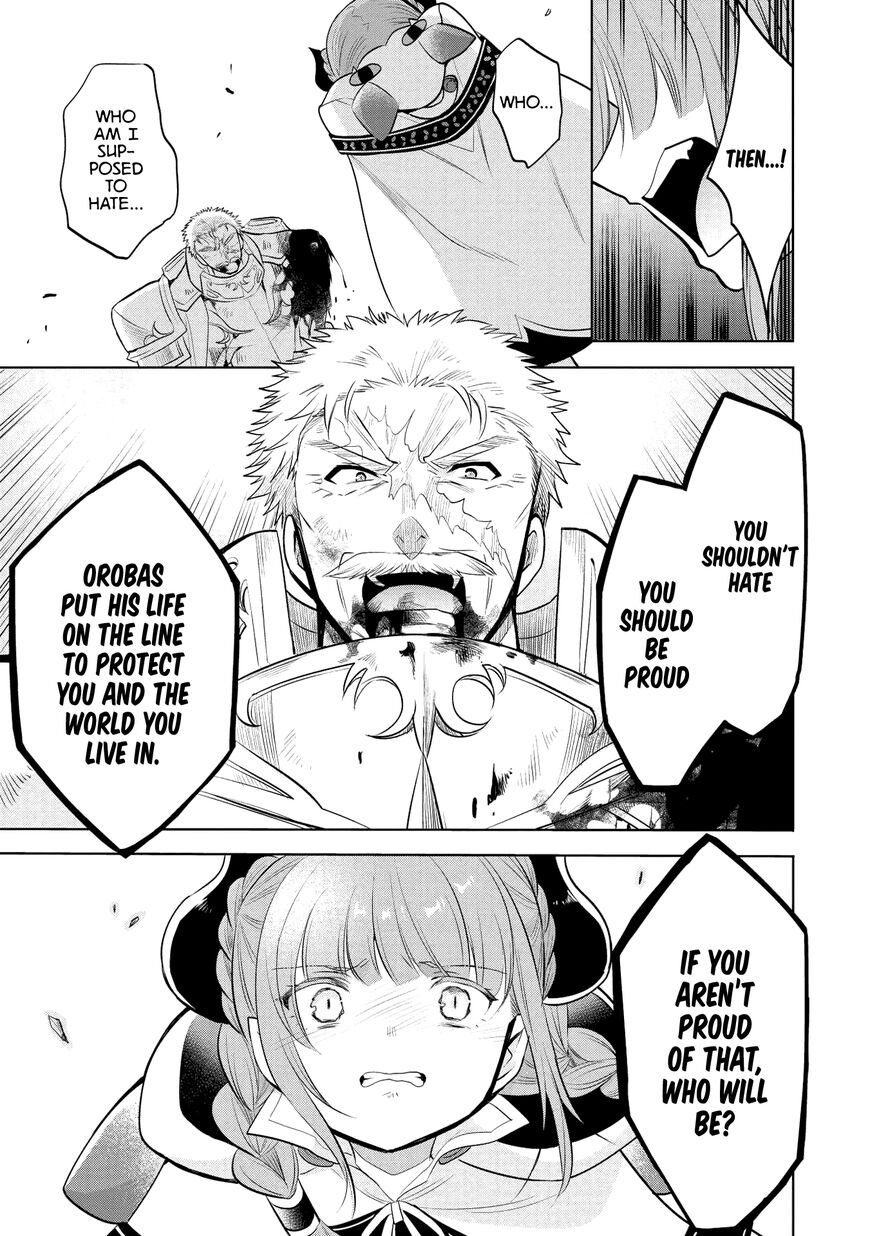 THEN...!
WHO...
WHO
AM I
SUP-
POSED
TO
HATE...
YOU
SHOULDN'T
HATE
YOU
SHOULD
BE
PROUD
OROBAS
PUT HIS LIFE
ON THE LINE
TO PROTECT
YOU AND THE
WORLD YOU
LIVE IN.
IF YOU
AREN'T
PROUD
OF THAT,
WHO WILL
BE?